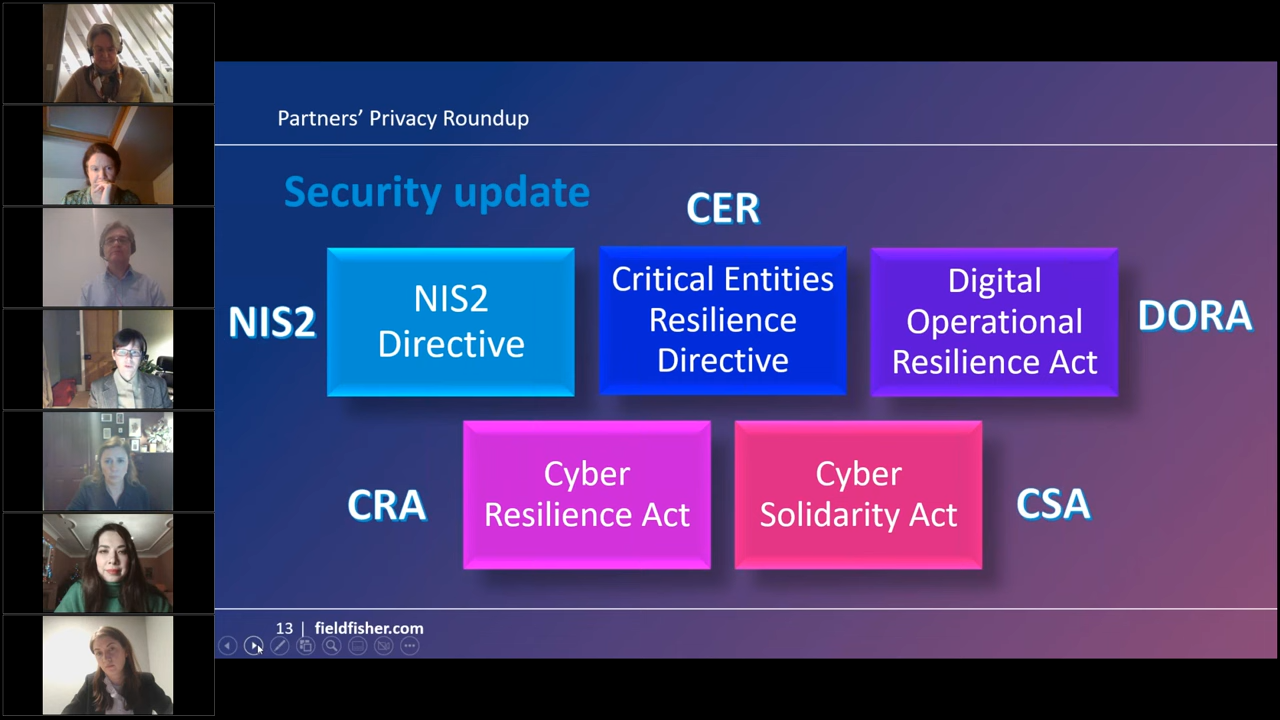 Partners' Privacy Roundup
Security update
CER
NIS2
NIS2
Directive
Critical Entities
Resilience
Directive
Digital
Operational
Resilience Act
DORA
CRA
Cyber
Resilience Act
Cyber
Solidarity Act
CSA
13 | fieldfisher.com